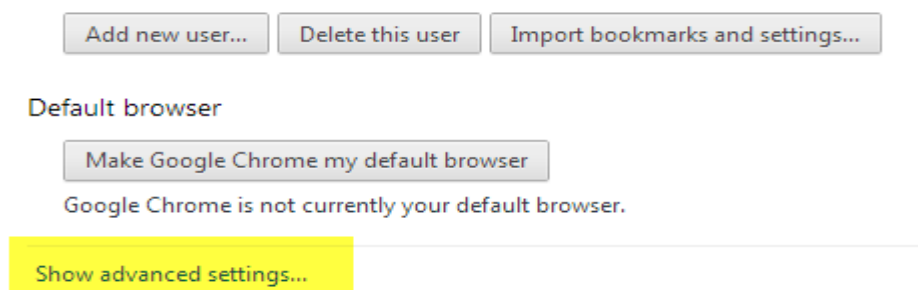 Add new user... Delete this user Import bookmarks and settings...
Default browser
Make Google Chrome my default browser
Google Chrome is not currently your default browser.
Show advanced settings...